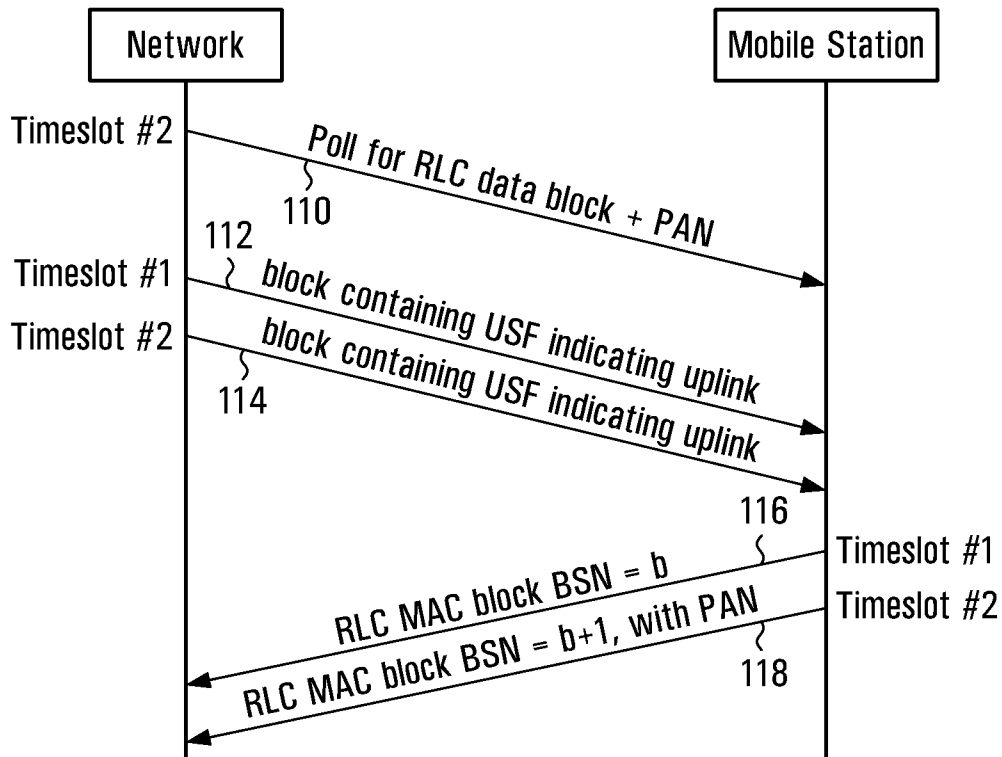 Network
Mobile Station
Timeslot #2
Poll for RLC data block + PAN
110
112
Timeslot #1
block containing USF indicating uplink
Timeslot #2
block containing USF indicating uplink
114
116
Timeslot #1
RLC MAC block BSN = b
Timeslot #2
RLC MAC block BSN = b+1, with PAN
118